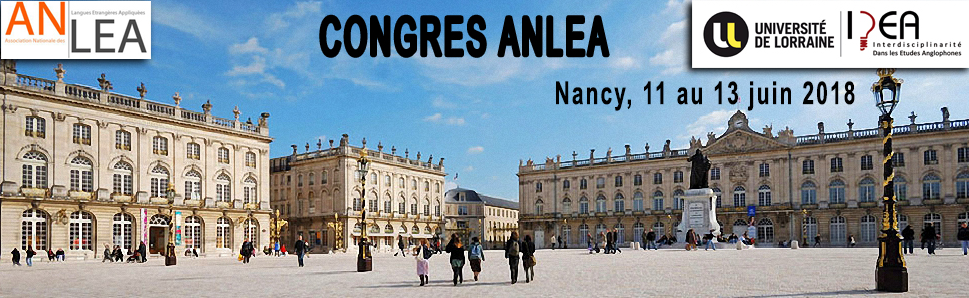 AN
Langues Etrangères Appliquées
Association Nationale des
LEA
CONGRES ANLEA
UNIVERSITÉ
DE LORRAINE
IDEA
Interdisciplinarité
Dans les Etudes Anglophones
Nancy, 11 au 13 juin 2018